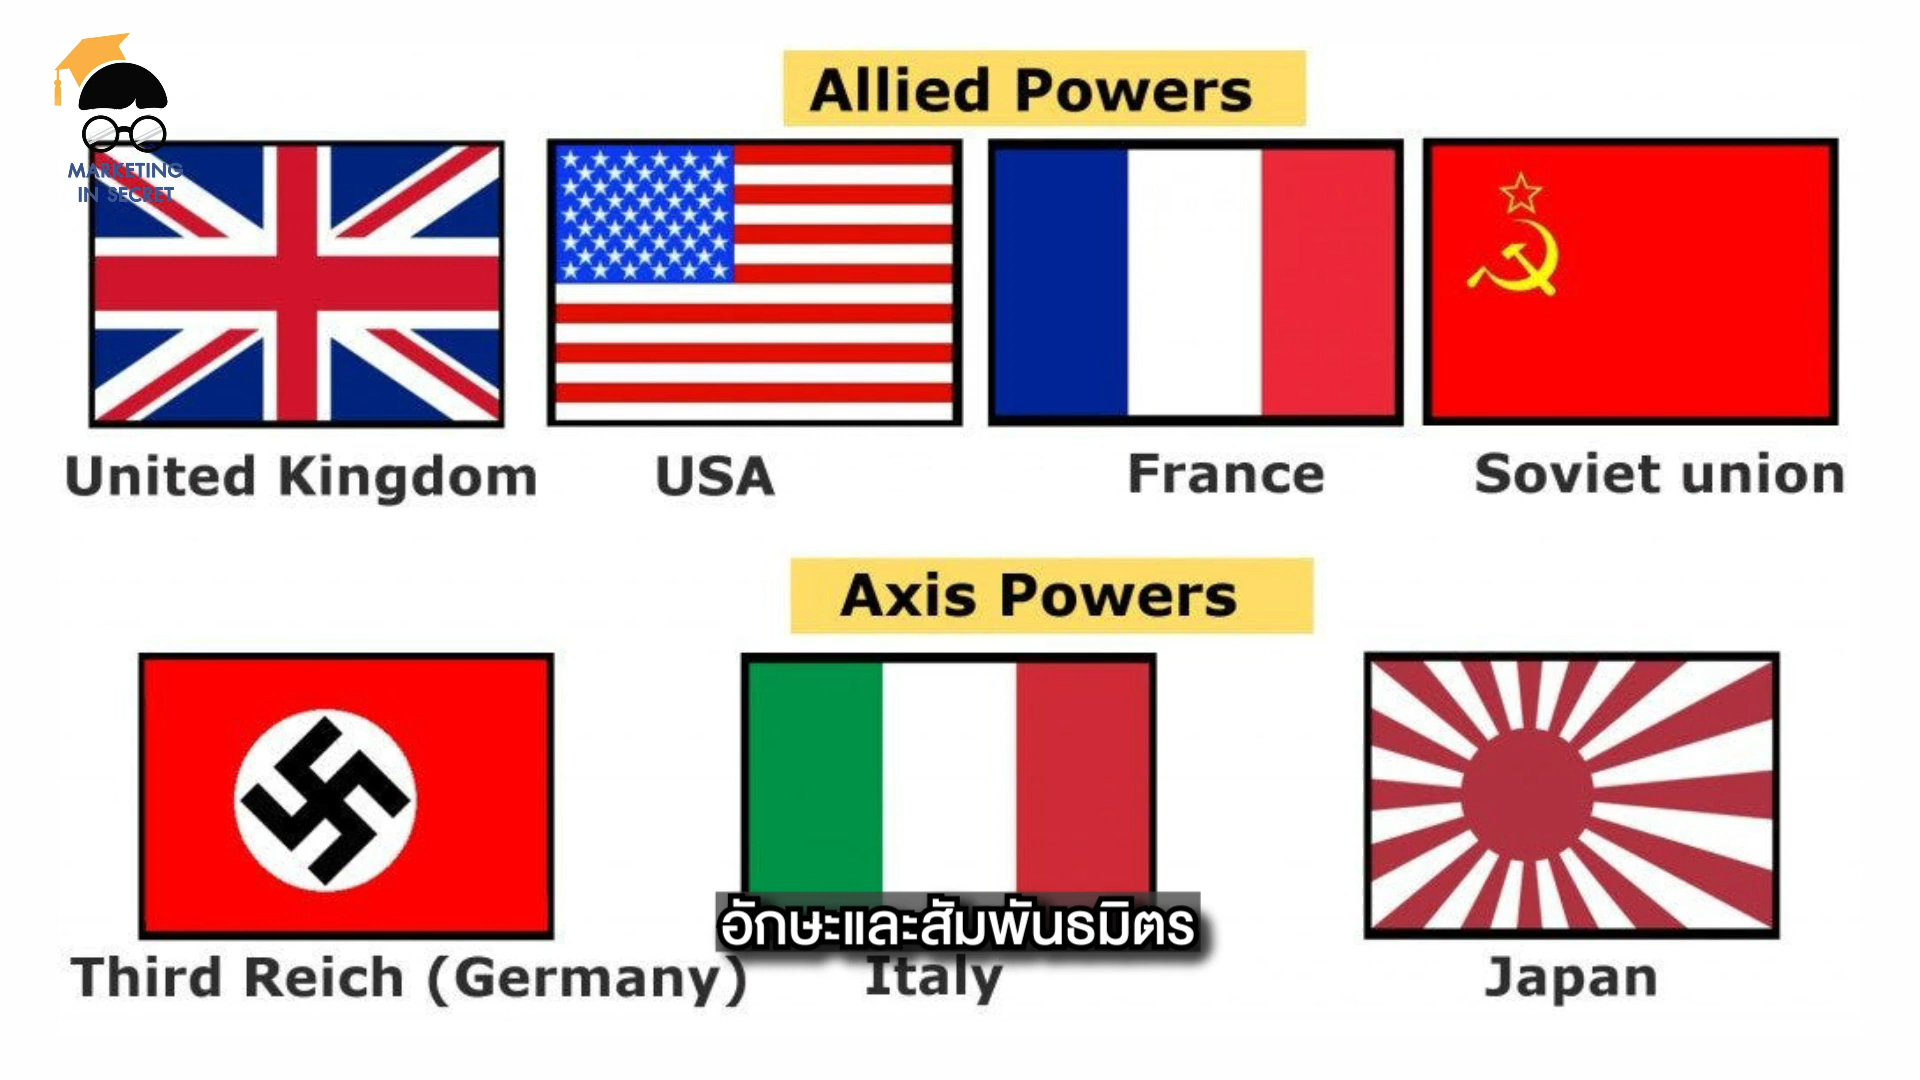 MARKETING
IN SECRET
Allied Powers
United Kingdom
USA
France
Soviet union
Axis Powers
อักษะและสัมพันธมิตร
Third Reich (Germany)
Italy
Japan